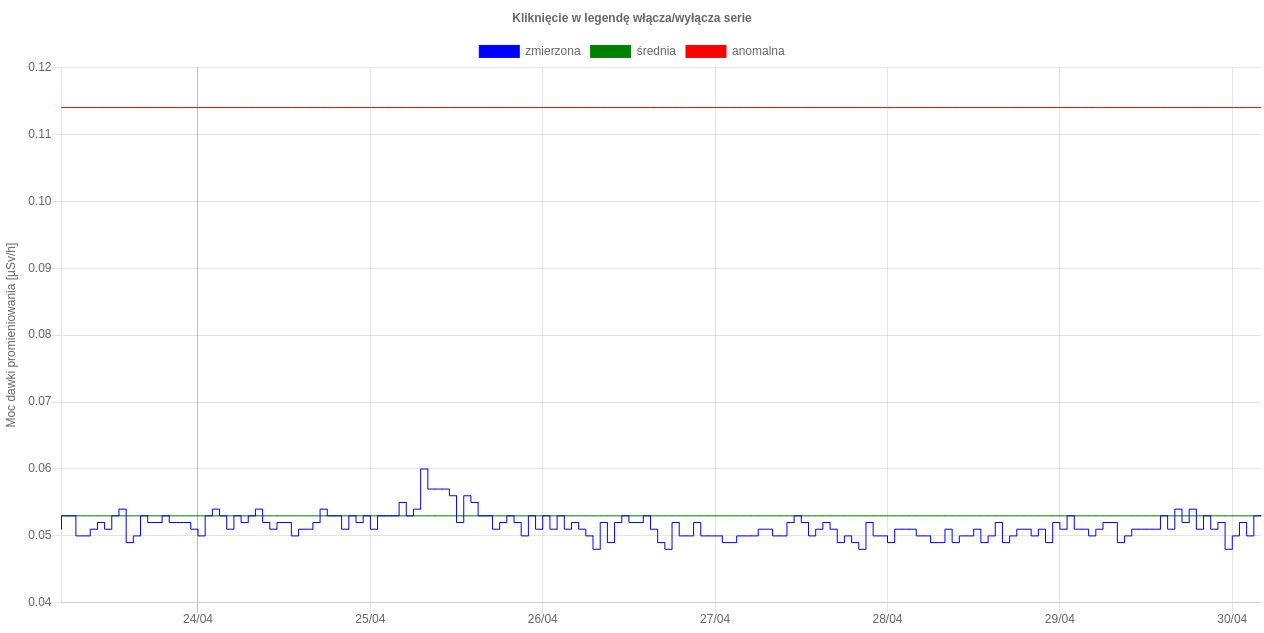 Kliknięcie w legendę włącza/wyłącza serie
zmierzona średnia anomalna
Moc dawki promieniowania [µSv/h]
0.12
0.11
0.10
0.09
0.08
0.07
0.06
0.05
0.04
24/04 25/04 26/04 27/04 28/04 29/04 30/04